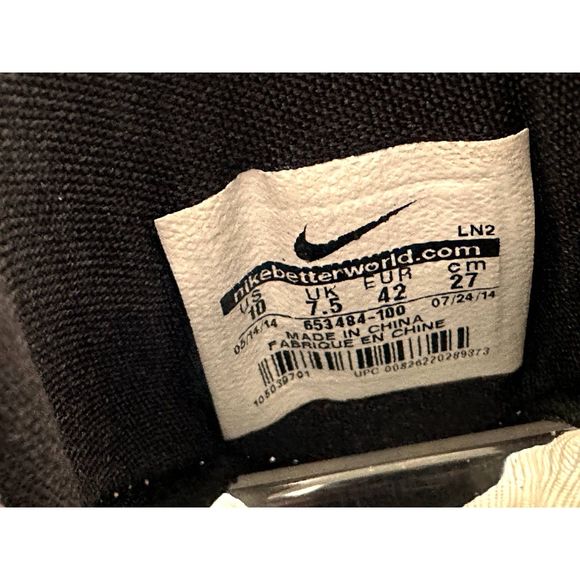 LN2
nikebetterworld.com
US UK EUR cm
10 7.5 42 27
05/14/14 07/24/14
653484-100
MADE IN CHINA
FABRIQUE EN CHINE
105039701 UPC 00826220289373